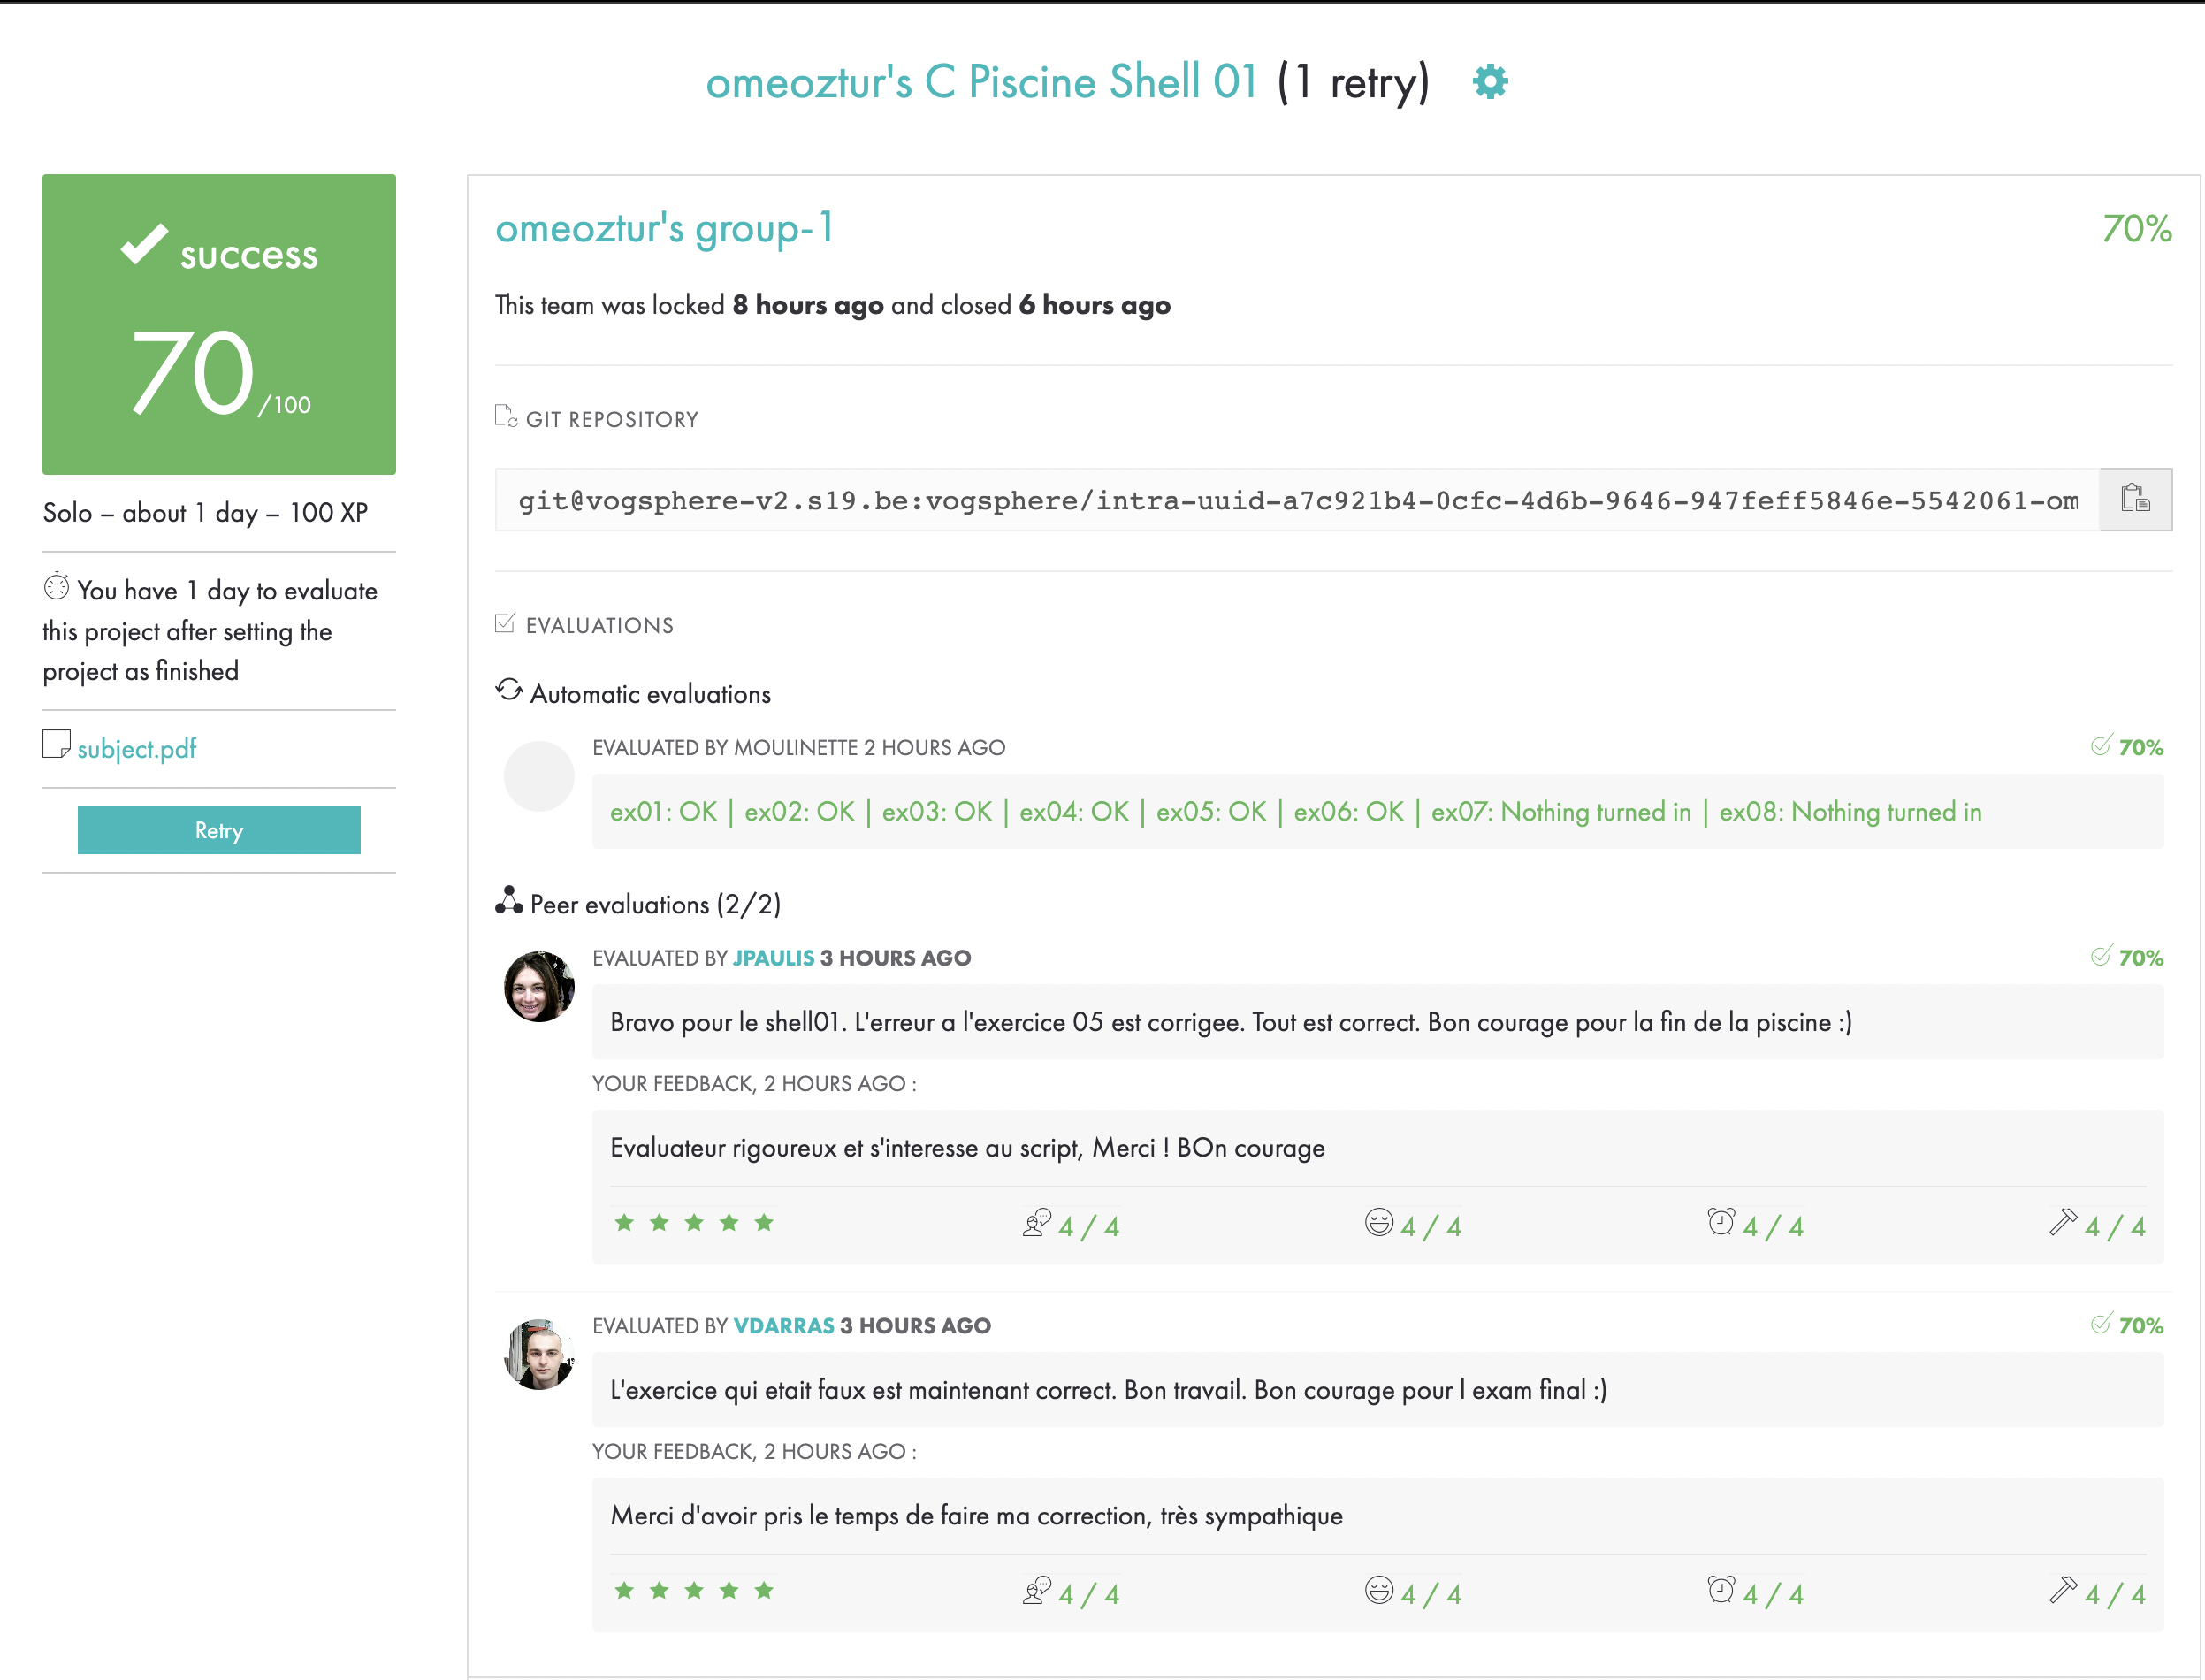 omeoztur's C Piscine Shell 01 (1 retry)
success
70 /100
Solo – about 1 day – 100 XP
You have 1 day to evaluate
this project after setting the
project as finished
subject.pdf
Retry
omeoztur's group-1 70%
This team was locked 8 hours ago and closed 6 hours ago
GIT REPOSITORY
git@vogsphere-v2.s19.be:vogsphere/intra-uuid-a7c921b4-0cfc-4d6b-9646-947feff5846e-5542061-om
EVALUATIONS
Automatic evaluations
EVALUATED BY MOULINETTE 2 HOURS AGO 70%
ex01: OK | ex02: OK | ex03: OK | ex04: OK | ex05: OK | ex06: OK | ex07: Nothing turned in | ex08: Nothing turned in
Peer evaluations (2/2)
EVALUATED BY JPAULIS 3 HOURS AGO 70%
Bravo pour le shell01. L'erreur a l'exercice 05 est corrigee. Tout est correct. Bon courage pour la fin de la piscine :)
YOUR FEEDBACK, 2 HOURS AGO :
Evaluateur rigoureux et s'interesse au script, Merci ! BOn courage
4 / 4 4 / 4 4 / 4 4 / 4
EVALUATED BY VDARRAS 3 HOURS AGO 70%
L'exercice qui etait faux est maintenant correct. Bon travail. Bon courage pour l exam final :)
YOUR FEEDBACK, 2 HOURS AGO :
Merci d'avoir pris le temps de faire ma correction, très sympathique
4 / 4 4 / 4 4 / 4 4 / 4